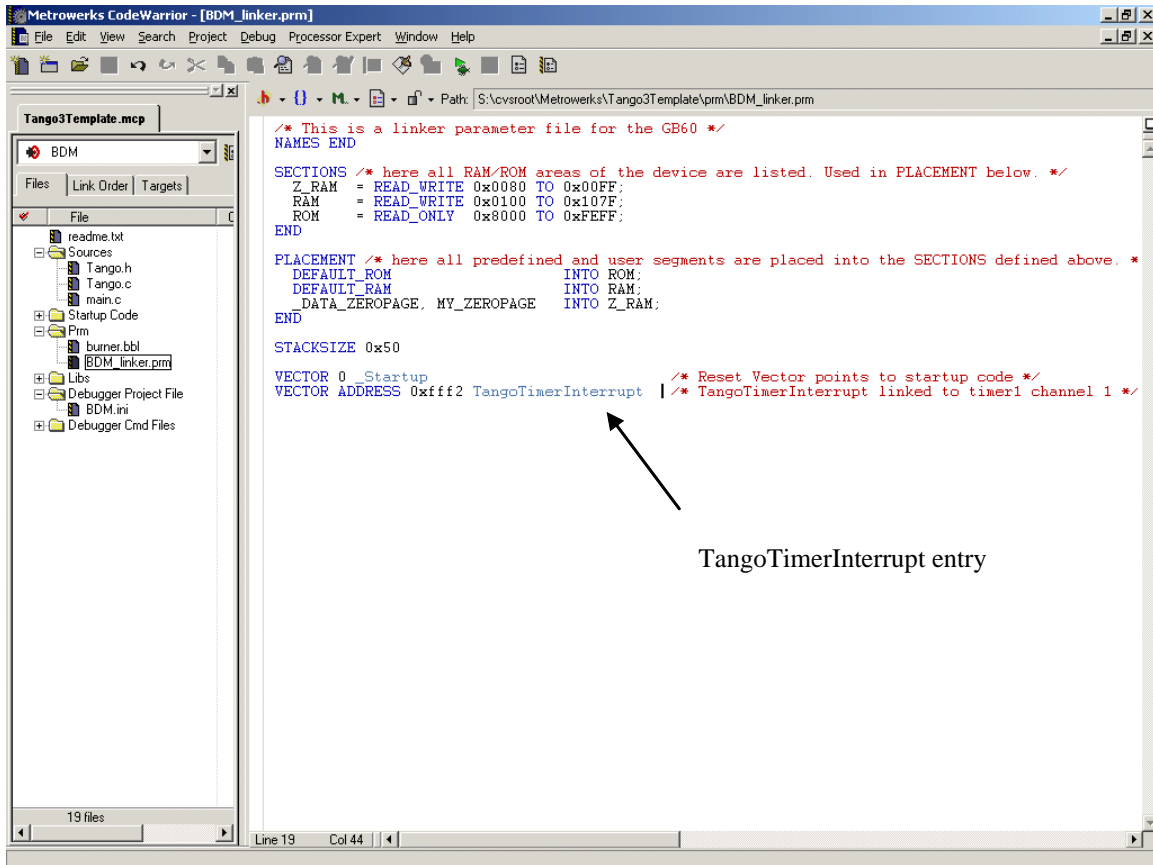 Metrowerks CodeWarrior - [BDM_linker.prm]
File Edit View Search Project Debug Processor Expert Window Help
Path: S:\cvsroot\Metrowerks\Tango3Template\prm\BDM_linker.prm
Tango3Template.mcp
BDM
Files Link Order Targets
File C
readme.txt
Sources
Tango.h
Tango.c
main.c
Startup Code
Prm
burner.bbl
BDM_linker.prm
Libs
Debugger Project File
BDM.ini
Debugger Cmd Files
19 files
/* This is a linker parameter file for the GB60 */
NAMES END
SECTIONS /* here all RAM/ROM areas of the device are listed. Used in PLACEMENT below. */
Z_RAM = READ_WRITE 0x0080 TO 0x00FF;
RAM = READ_WRITE 0x0100 TO 0x107F;
ROM = READ_ONLY 0x8000 TO 0xFEFF;
END
PLACEMENT /* here all predefined and user segments are placed into the SECTIONS defined above. *
DEFAULT_ROM INTO ROM;
DEFAULT_RAM INTO RAM;
_DATA_ZEROPAGE, MY_ZEROPAGE INTO Z_RAM;
END
STACKSIZE 0x50
VECTOR 0 _Startup /* Reset Vector points to startup code */
VECTOR ADDRESS 0xfff2 TangoTimerInterrupt /* TangoTimerInterrupt linked to timer1 channel 1 */
TangoTimerInterrupt entry
Line 19 Col 44